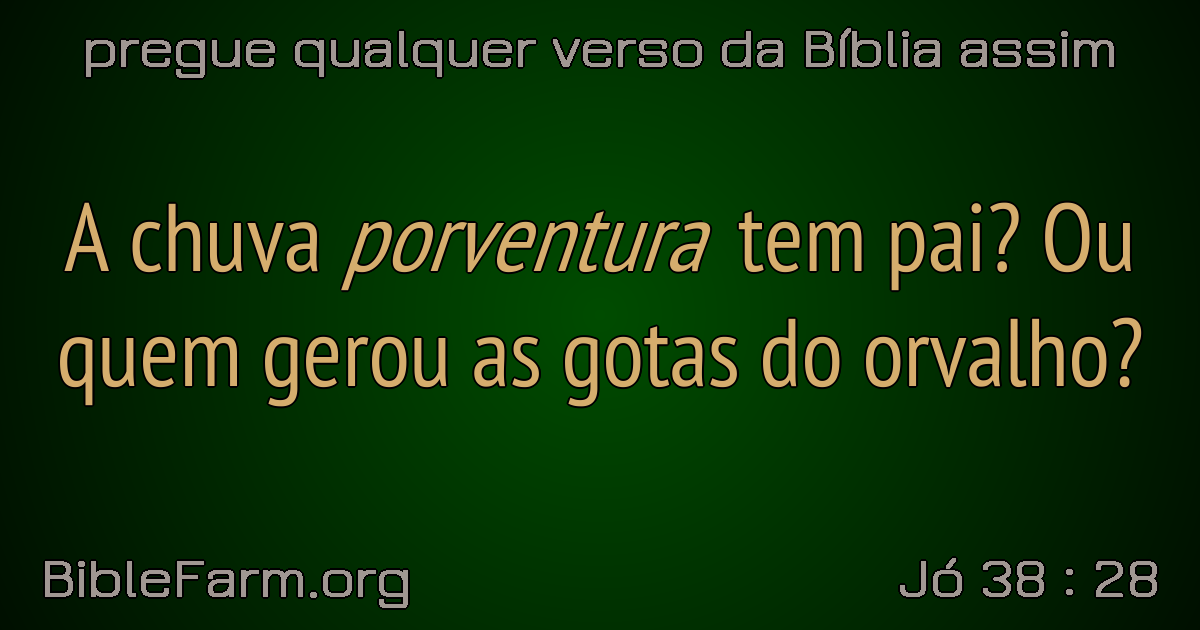 pregue qualquer verso da Bíblia assim
A chuva porventura tem pai? Ou
quem gerou as gotas do orvalho?
BibleFarm.org
Jó 38 : 28